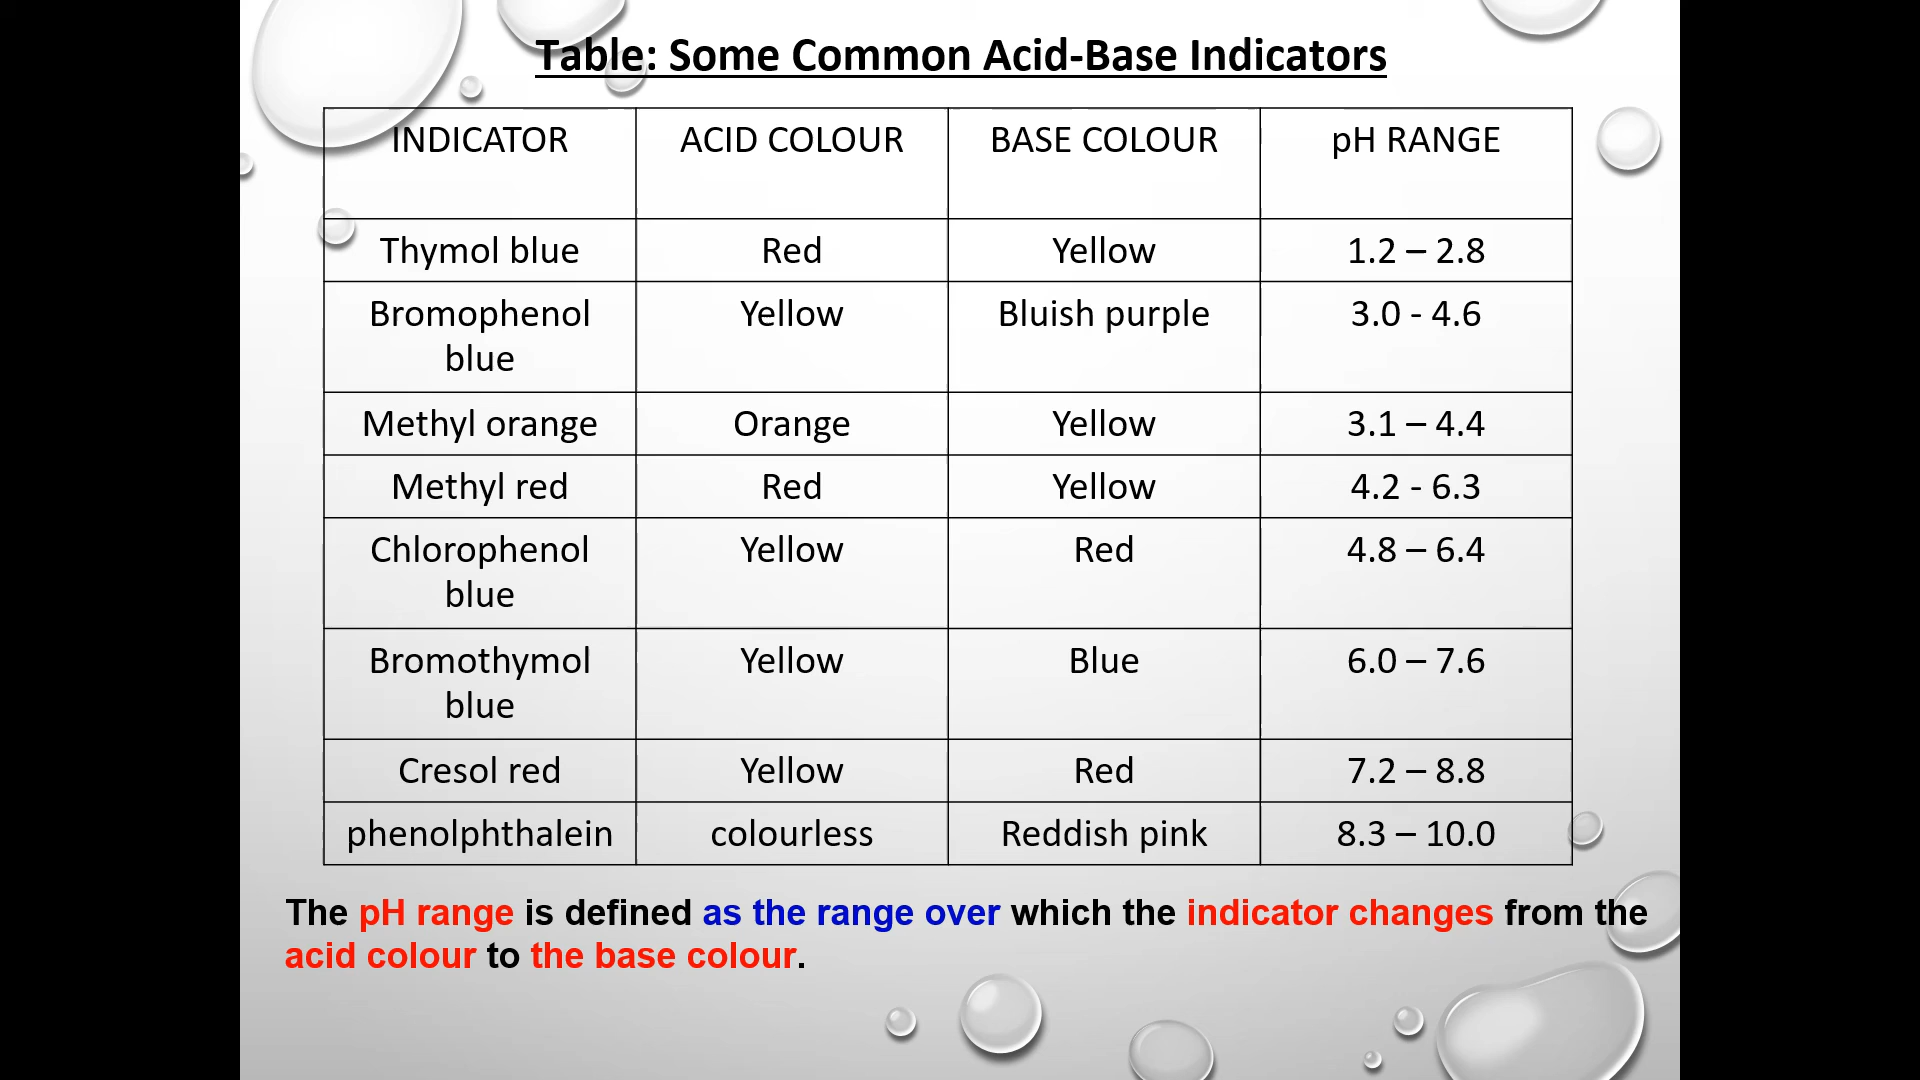 Table: Some Common Acid-Base Indicators
INDICATOR ACID COLOUR BASE COLOUR pH RANGE
Thymol blue Red Yellow 1.2 – 2.8
Bromophenol blue Yellow Bluish purple 3.0 - 4.6
Methyl orange Orange Yellow 3.1 – 4.4
Methyl red Red Yellow 4.2 - 6.3
Chlorophenol blue Yellow Red 4.8 – 6.4
Bromothymol blue Yellow Blue 6.0 – 7.6
Cresol red Yellow Red 7.2 – 8.8
phenolphthalein colourless Reddish pink 8.3 – 10.0
The pH range is defined as the range over which the indicator changes from the
acid colour to the base colour.